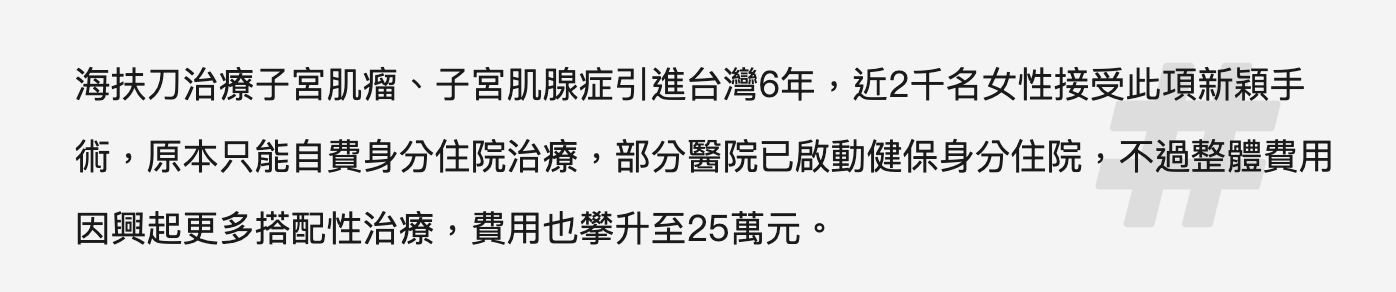 海扶刀治療子宮肌瘤、子宮肌腺症引進台灣6年，近2千名女性接受此項新穎手
術，原本只能自費身分住院治療，部分醫院已啟動健保身分住院，不過整體費用
因興起更多搭配性治療，費用也攀升至25萬元。